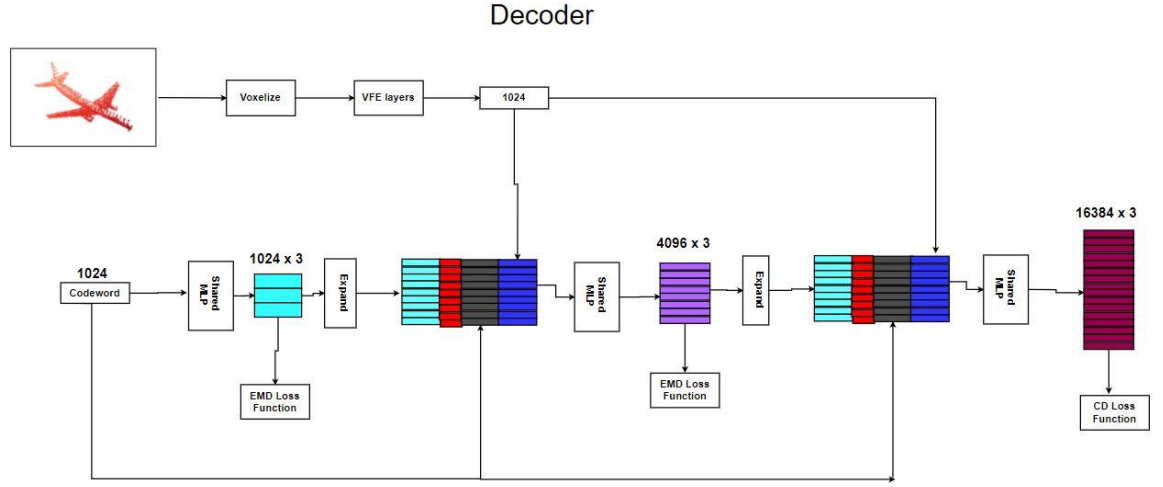 Decoder
Voxelize
VFE layers
1024
1024
Codeword
Shared
MLP
1024 x 3
Expand
EMD Loss
Function
Shared
MLP
4096 x 3
EMD Loss
Function
Expand
Shared
MLP
16384 x 3
CD Loss
Function